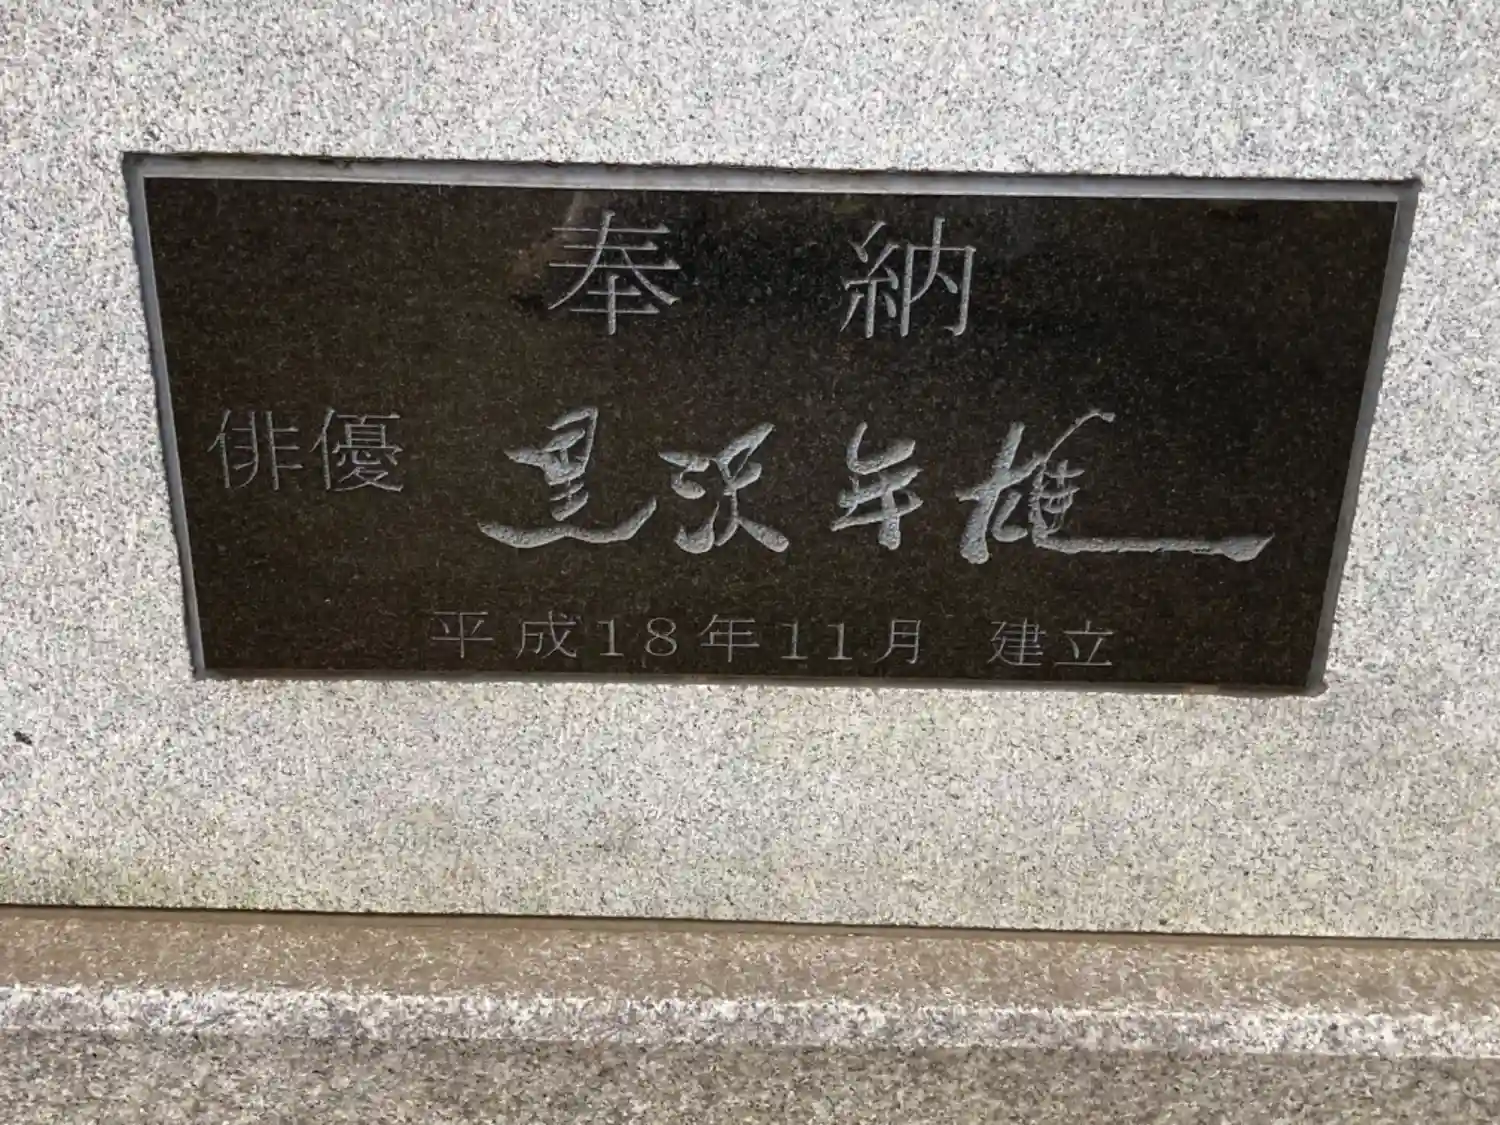 奉納
俳優 黒沢年雄
平成18年11月 建立